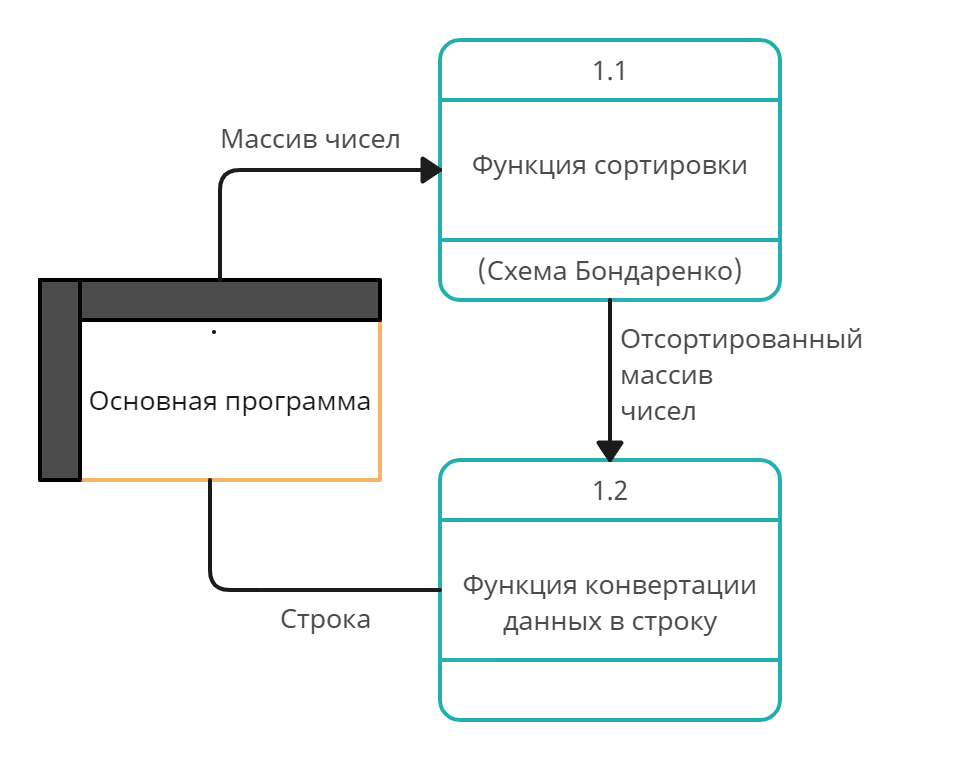 1.1
Массив чисел
Функция сортировки
(Схема Бондаренко)
Отсортированный
массив
чисел
Основная программа
1.2
Функция конвертации
данных в строку
Строка